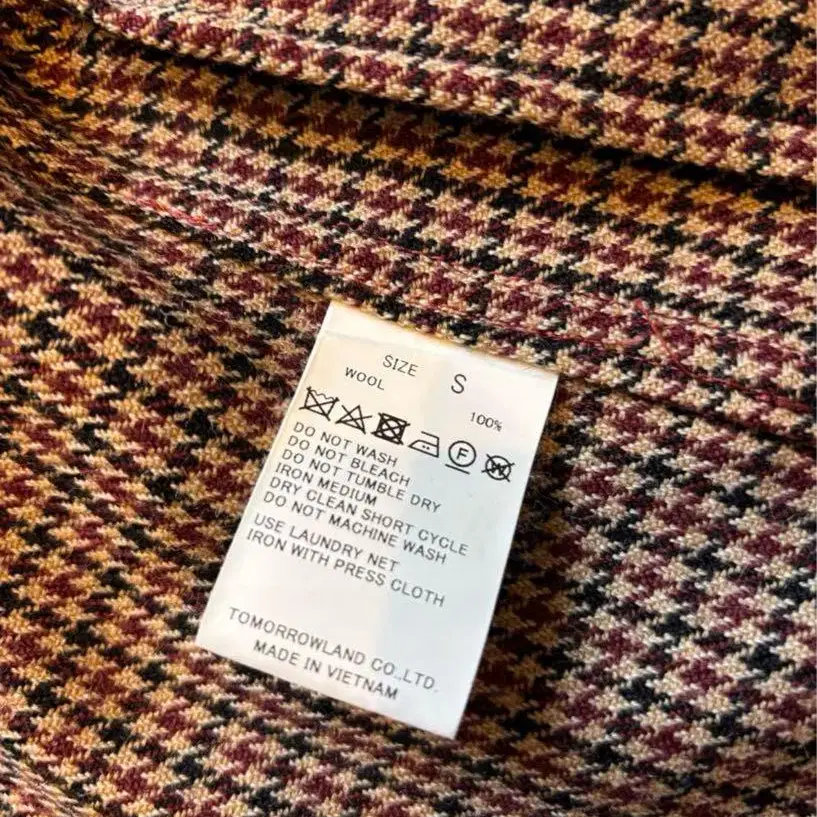 SIZE S
WOOL 100%
F W
DO NOT WASH
DO NOT BLEACH
DO NOT TUMBLE DRY
IRON MEDIUM
DRY CLEAN SHORT CYCLE
DO NOT MACHINE WASH
USE LAUNDRY NET
IRON WITH PRESS CLOTH
TOMORROWLAND CO.,LTD.
MADE IN VIETNAM